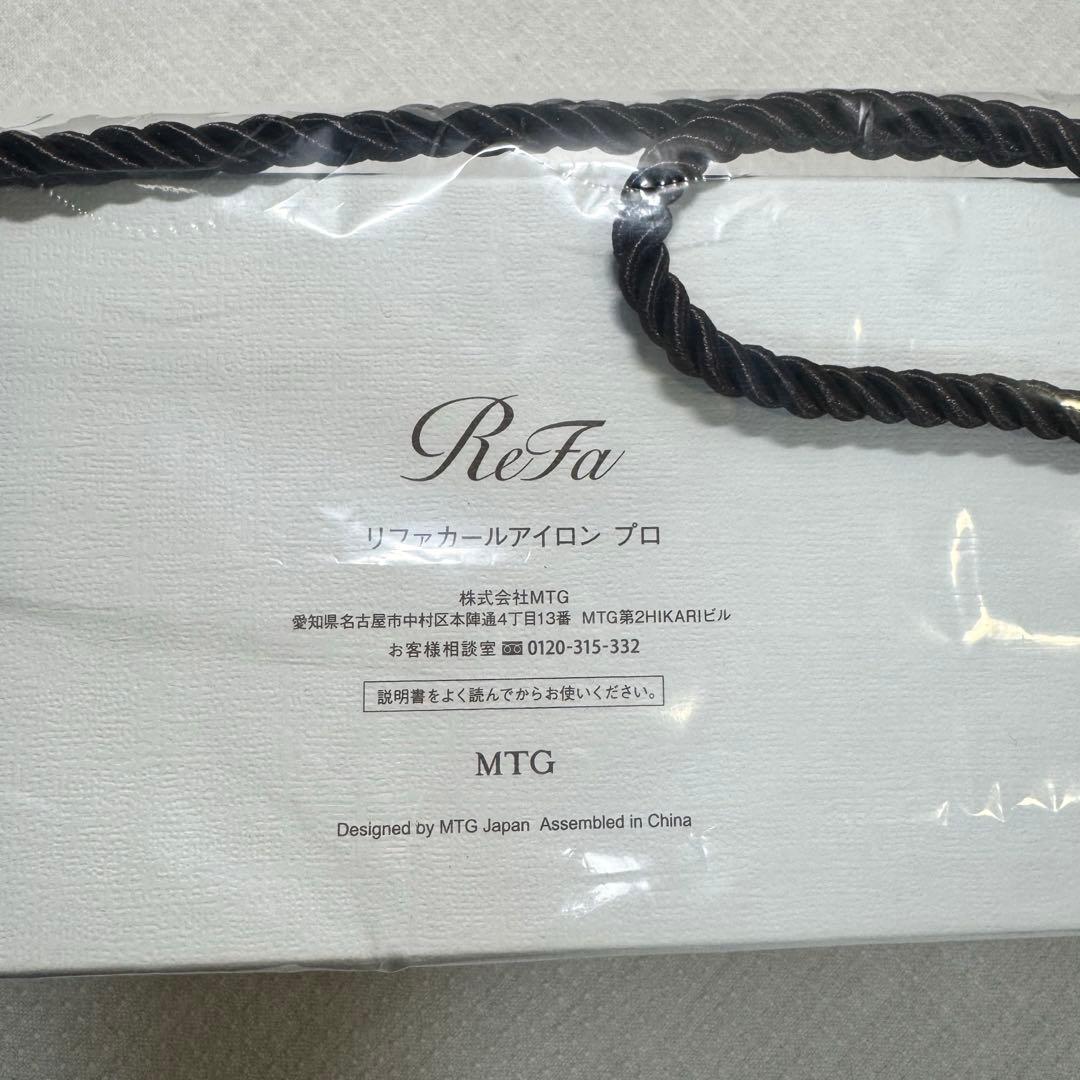 ReFa
リファカールアイロン プロ
株式会社MTG
愛知県名古屋市中村区本陣通4丁目13番 MTG第2HIKARIビル
お客様相談室 0120-315-332
説明書をよく読んでからお使いください。
MTG
Designed by MTG Japan Assembled in China